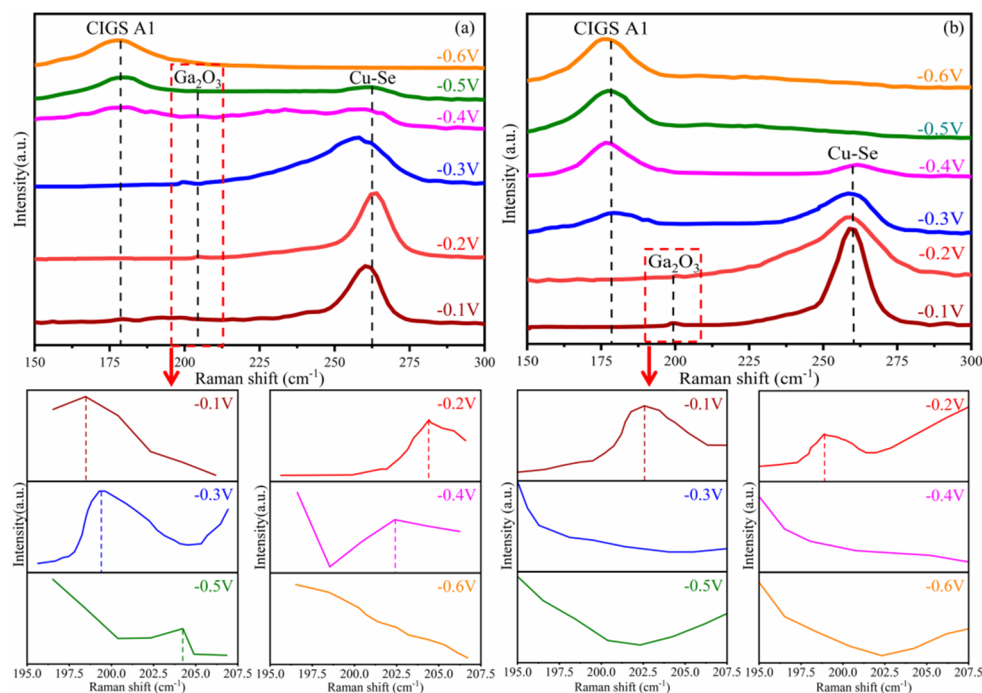 (a)
CIGS A1
-0.6V
Ga₂O₃
Cu-Se
-0.5V
-0.4V
-0.3V
-0.2V
-0.1V
Intensity(a.u.)
150 175 200 225 250 275 300
Raman shift (cm⁻¹)
(b)
CIGS A1
-0.6V
-0.5V
Cu-Se
-0.4V
-0.3V
-0.2V
Ga₂O₃
-0.1V
Intensity (a.u.)
150 175 200 225 250 275 300
Raman shift (cm⁻¹)
-0.1V
-0.3V
-0.5V
Intensity(a.u.)
195.0 197.5 200.0 202.5 205.0 207.5
Raman shift (cm⁻¹)
-0.2V
-0.4V
-0.6V
Intensity(a.u.)
195.0 197.5 200.0 202.5 205.0 207.5
Raman shift (cm⁻¹)
-0.1V
-0.3V
-0.5V
Intensity (a.u.)
195.0 197.5 200.0 202.5 205.0 207.5
Raman shift (cm⁻¹)
-0.2V
-0.4V
-0.6V
Intensity (a.u.)
195.0 197.5 200.0 202.5 205.0 207.5
Raman shift (cm⁻¹)